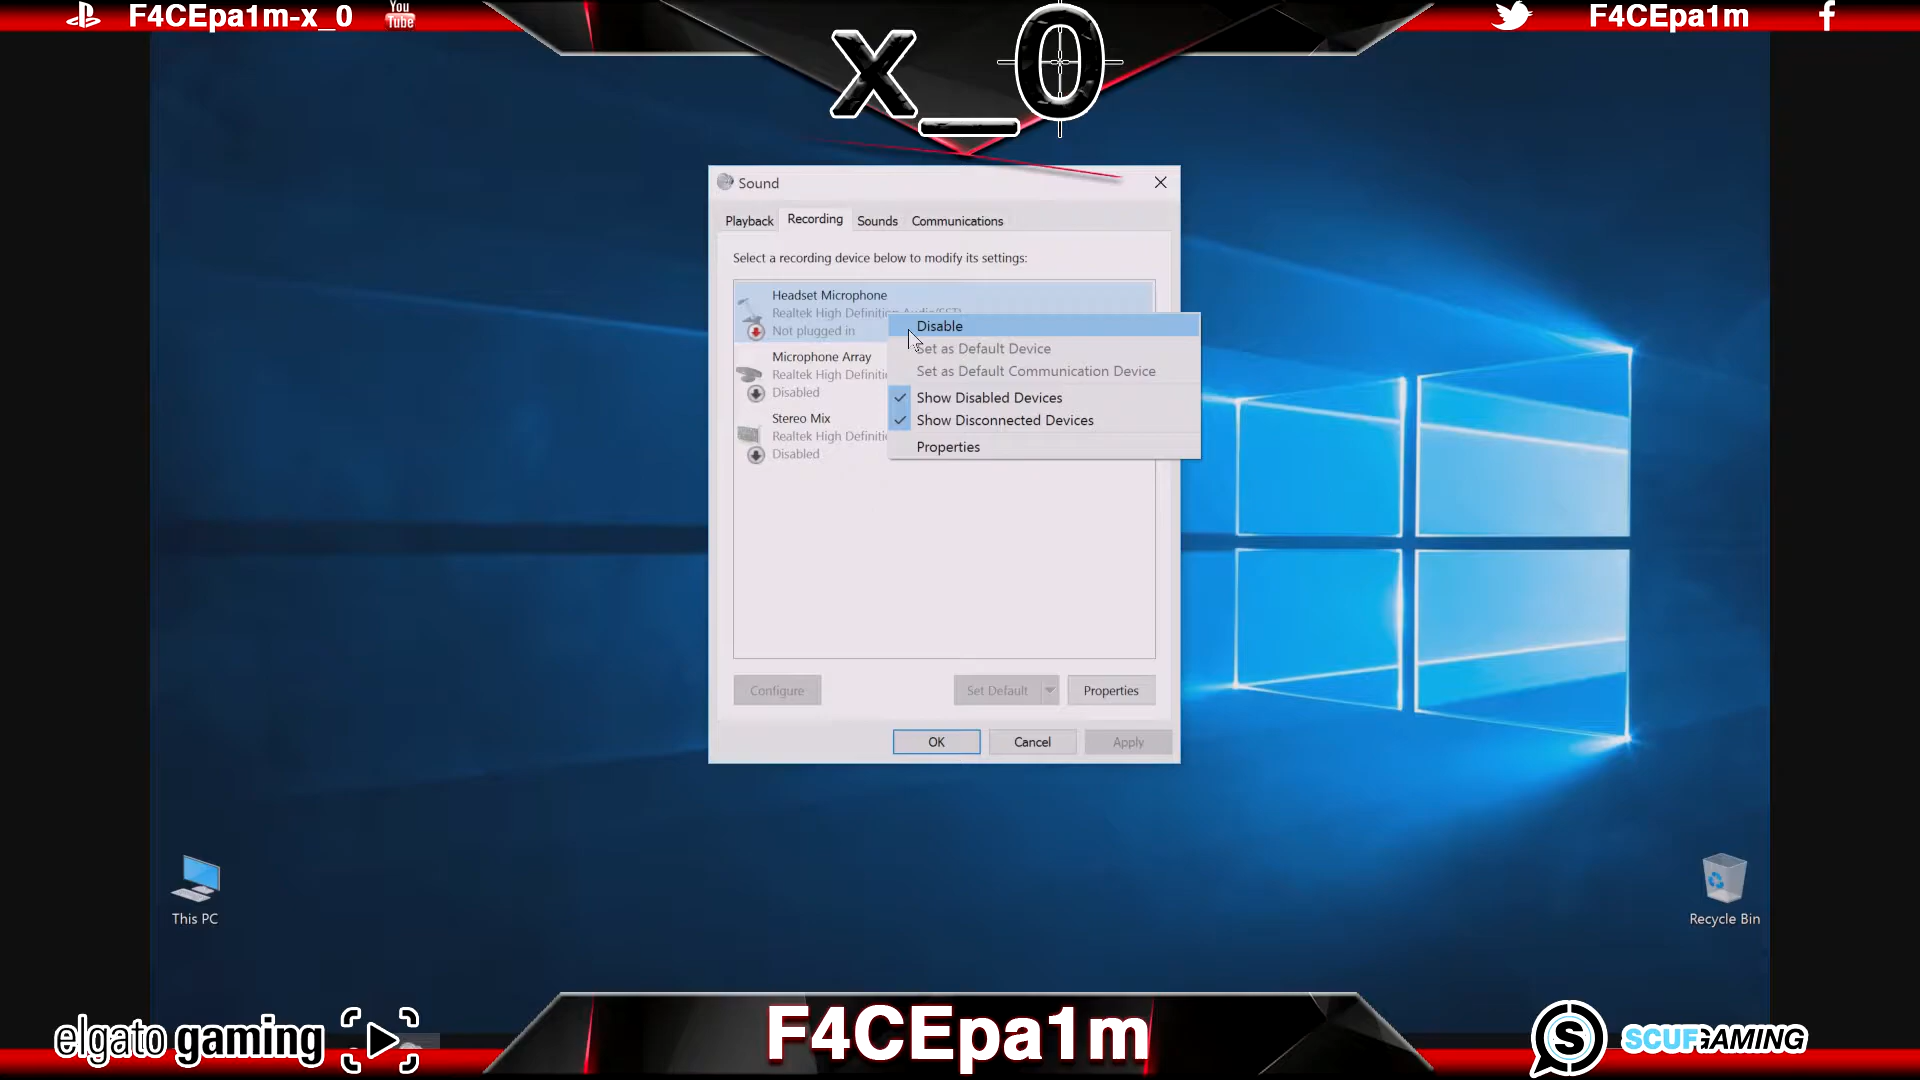 F4CEpa1m-x_0
You
Tube
F4CEpa1m
x_0
Sound
Playback
Recording
Sounds
Communications
Select a recording device below to modify its settings:
Headset Microphone
Realtek High Definition Audio(SST)
Not plugged in
Disable
Set as Default Device
Set as Default Communication Device
Show Disabled Devices
Show Disconnected Devices
Properties
Microphone Array
Realtek High Definiti
Disabled
Stereo Mix
Realtek High Definiti
Disabled
Configure
Set Default
Properties
OK
Cancel
Apply
This PC
Recycle Bin
elgato gaming
F4CEpa1m
S
SCUFGAMING